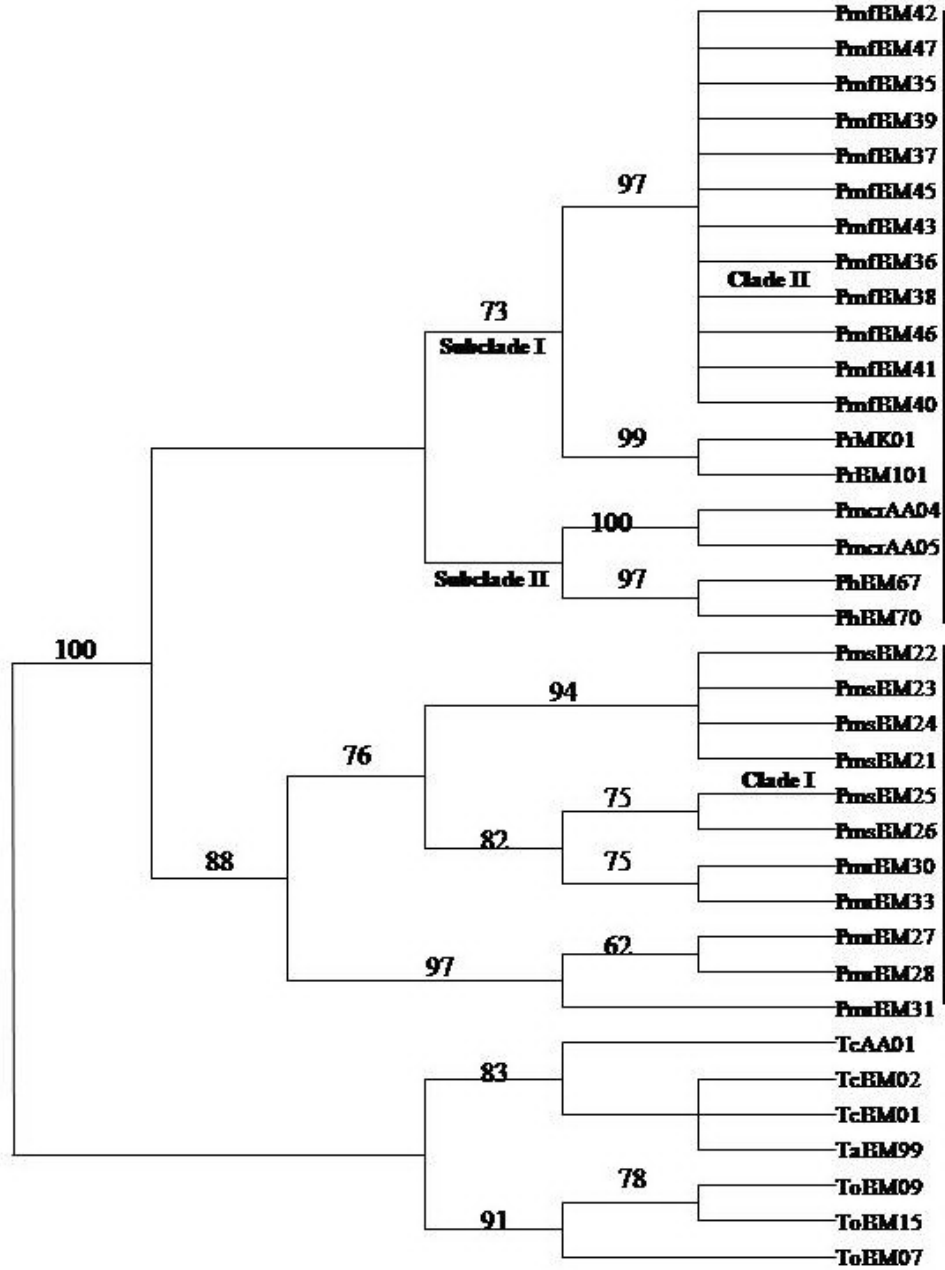 PmfBM42
PmfBM47
PmfBM35
PmfBM39
PmfBM37
97
PmfBM45
PmfBM43
PmfBM36
Clade II
PmfBM38
73
PmfBM46
Subclade I
PmfBM41
PmfBM40
99
PrMK01
PrBM101
PmcrAA04
100
PmcrAA05
Subclade II
97
PhBM67
PhBM70
100
PmsBM22
94
PmsBM23
PmsBM24
76
PmsBM21
Clade I
75
PmsBM25
82
PmsBM26
88
75
PmrBM30
PmrBM33
62
PmrBM27
97
PmrBM28
PmrBM31
TcAA01
83
TcBM02
TcBM01
TaBM99
78
ToBM09
91
ToBM15
ToBM07